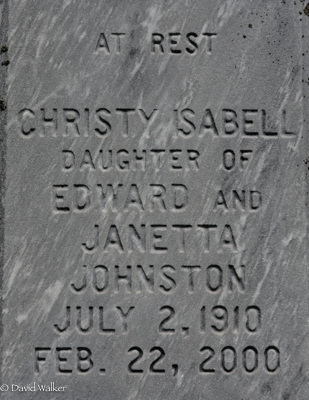 AT REST
CHRISTY ISABELL
DAUGHTER OF
EDWARD AND
JANETTA
JOHNSTON
JULY 2, 1910
FEB. 22, 2000
© David Walker